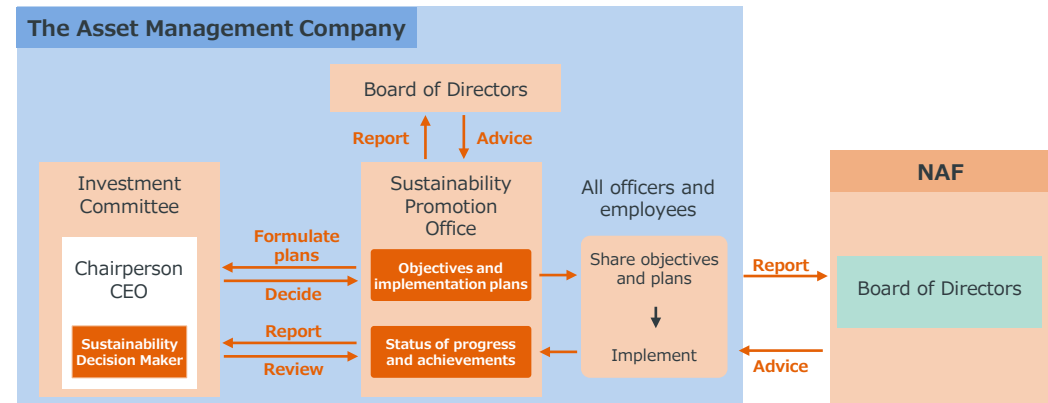 The Asset Management Company
Board of Directors
Report
Advice
Investment
Committee
Chairperson
CEO
Sustainability
Decision Maker
Formulate
plans
Decide
Report
Review
Sustainability
Promotion
Office
Objectives and
implementation plans
Status of progress
and achievements
All officers and
employees
Share objectives
and plans
Implement
Report
Advice
NAF
Board of Directors